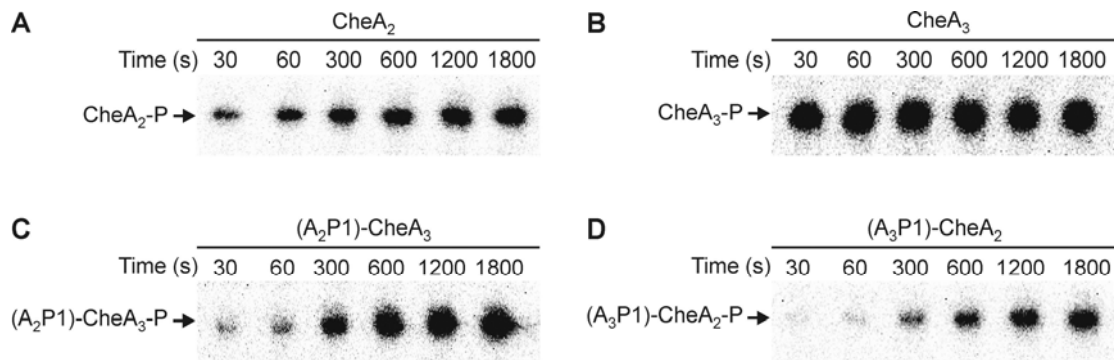 A
CheA₂
Time (s) 30 60 300 600 1200 1800
CheA₂-P
B
CheA₃
Time (s) 30 60 300 600 1200 1800
CheA₃-P
C
(A₂P1)-CheA₃
Time (s) 30 60 300 600 1200 1800
(A₂P1)-CheA₃-P
D
(A₃P1)-CheA₂
Time (s) 30 60 300 600 1200 1800
(A₃P1)-CheA₂-P